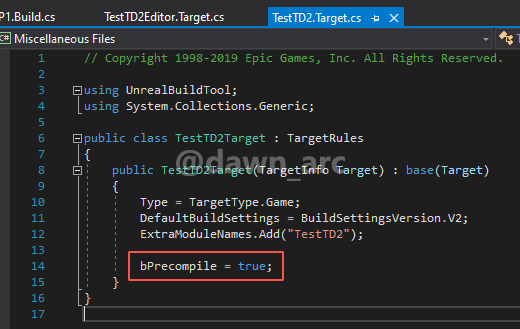 P1.Build.cs TestTD2Editor.Target.cs TestTD2.Target.cs
C# Miscellaneous Files
1 // Copyright 1998-2019 Epic Games, Inc. All Rights Reserved.
2
3 using UnrealBuildTool;
4 using System.Collections.Generic;
5
6 public class TestTD2Target : TargetRules
7 {
8 public TestTD2Target(TargetInfo Target) : base(Target)
@dawn_arc
9 {
10 Type = TargetType.Game;
11 DefaultBuildSettings = BuildSettingsVersion.V2;
12 ExtraModuleNames.Add("TestTD2");
13
14 bPrecompile = true;
15 }
16 }
17